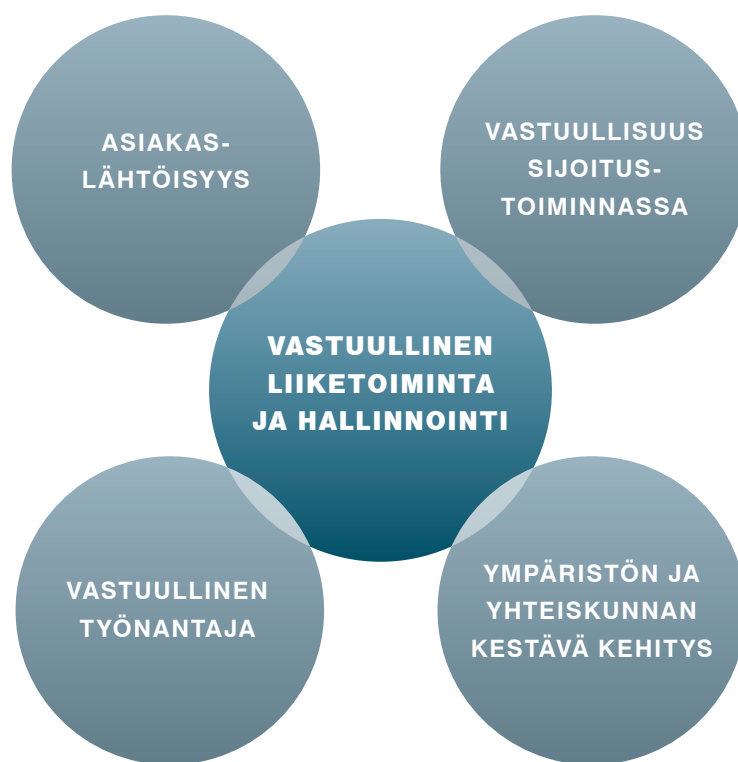 ASIAKAS-
LÄHTÖISYYS
VASTUULLISUUS
SIJOITUS-
TOIMINNASSA
VASTUULLINEN
LIIKETOIMINTA
JA HALLINNOINTI
VASTUULLINEN
TYÖNANTAJA
YMPÄRISTÖN JA
YHTEISKUNNAN
KESTÄVÄ KEHITYS